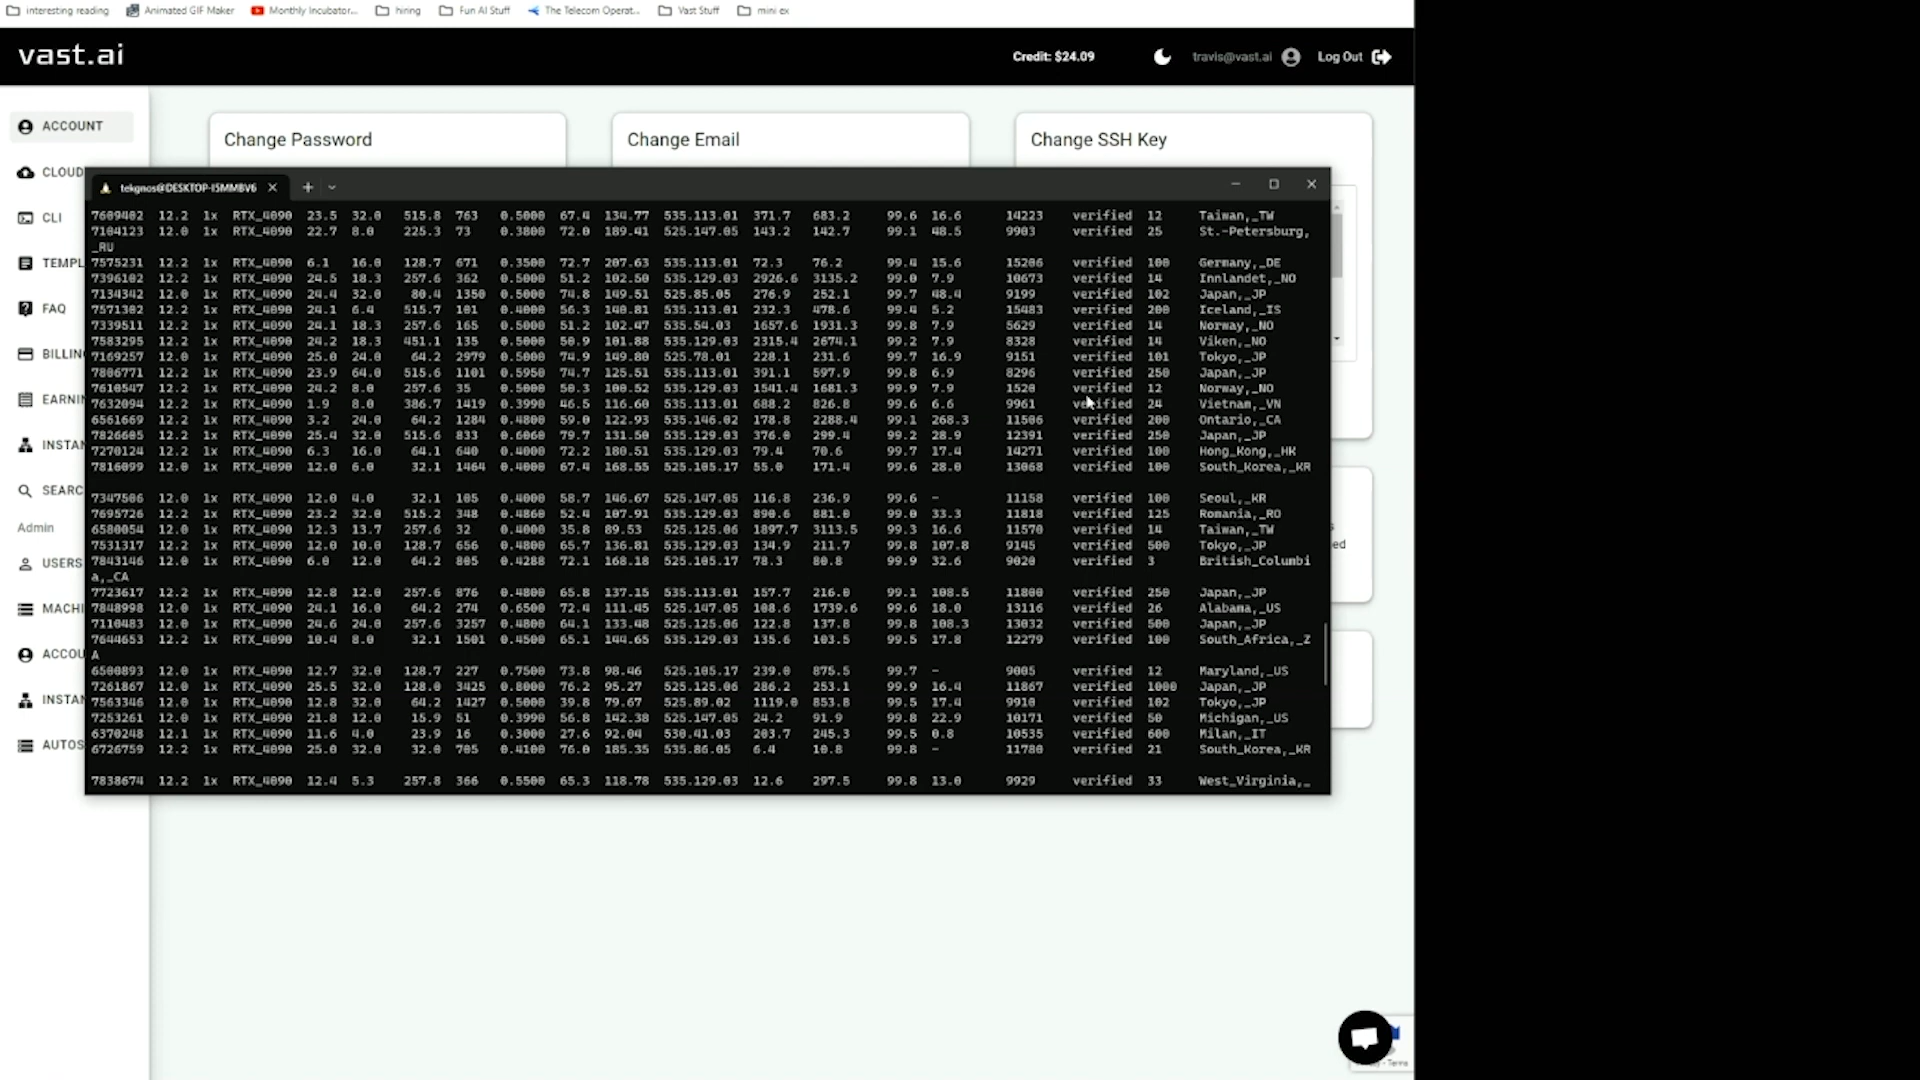 interesting reading Animated GIF Maker Monthly Incubator... hiring Fun AI Stuff The Telecom Operat... Vast Stuff mini ex
vast.ai Credit: $24.09 travis@vast.ai Log Out
ACCOUNT
CLOUD
CLI
TEMPL
FAQ
BILLIN
EARNIN
INSTAN
SEARC
Admin
USERS
MACHI
ACCOU
INSTAN
AUTOS
Change Password Change Email Change SSH Key
tekgnos@DESKTOP-I5MMBV6
7609402 12.2 1x RTX_4090 23.5 32.0 515.8 763 0.5000 67.4 134.77 535.113.01 371.7 683.2 99.6 16.6 14223 verified 12 Taiwan,_TW
7104123 12.0 1x RTX_4090 22.7 8.0 225.3 73 0.3800 72.0 189.41 525.147.05 143.2 142.7 99.1 48.5 9903 verified 25 St.-Petersburg,
_RU
7575231 12.2 1x RTX_4090 6.1 16.0 128.7 671 0.3500 72.7 207.63 535.113.01 72.3 76.2 99.4 15.6 15206 verified 100 Germany,_DE
7396102 12.2 1x RTX_4090 24.5 18.3 257.6 362 0.5000 51.2 102.50 535.129.03 2926.6 3135.2 99.0 7.9 10673 verified 14 Innlandet,_NO
7134342 12.0 1x RTX_4090 24.4 32.0 80.4 1350 0.5000 74.8 149.51 525.85.05 276.9 252.1 99.7 48.4 9199 verified 102 Japan,_JP
7571302 12.2 1x RTX_4090 24.1 6.4 515.7 101 0.4000 56.3 140.81 535.113.01 232.3 478.6 99.4 5.2 15483 verified 200 Iceland,_IS
7339511 12.2 1x RTX_4090 24.1 18.3 257.6 165 0.5000 51.2 102.47 535.54.03 1657.6 1931.3 99.8 7.9 5629 verified 14 Norway,_NO
7583295 12.2 1x RTX_4090 24.2 18.3 451.1 135 0.5000 50.9 101.88 535.129.03 2315.4 2674.1 99.2 7.9 8328 verified 14 Viken,_NO
7169257 12.0 1x RTX_4090 25.0 24.0 64.2 2979 0.5000 74.9 149.80 525.78.01 228.1 231.6 99.7 16.9 9151 verified 101 Tokyo,_JP
7806771 12.2 1x RTX_4090 23.9 64.0 515.6 1101 0.5950 74.7 125.51 535.113.01 391.1 597.9 99.8 6.9 8296 verified 250 Japan,_JP
7610547 12.2 1x RTX_4090 24.2 8.0 257.6 35 0.5000 50.3 100.52 535.129.03 1541.4 1681.3 99.9 7.9 1520 verified 12 Norway,_NO
7632094 12.2 1x RTX_4090 1.9 8.0 386.7 1419 0.3990 46.5 116.60 535.113.01 688.2 826.8 99.6 6.6 9961 verified 24 Vietnam,_VN
6561669 12.2 1x RTX_4090 3.2 24.0 64.2 1284 0.4800 59.0 122.93 535.146.02 178.8 2288.4 99.1 268.3 11506 verified 200 Ontario,_CA
7826605 12.2 1x RTX_4090 25.4 32.0 515.6 833 0.6060 79.7 131.50 535.129.03 376.0 299.4 99.2 28.9 12391 verified 250 Japan,_JP
7270124 12.2 1x RTX_4090 6.3 16.0 64.1 640 0.4000 72.2 180.51 535.129.03 79.4 70.6 99.7 17.4 14271 verified 100 Hong_Kong,_HK
7816099 12.0 1x RTX_4090 12.0 6.0 32.1 1464 0.4000 67.4 168.55 525.105.17 55.0 171.4 99.6 28.0 13068 verified 100 South_Korea,_KR
7347506 12.0 1x RTX_4090 12.0 4.0 32.1 105 0.4000 58.7 146.67 525.147.05 116.8 236.9 99.6 - 11158 verified 100 Seoul,_KR
7695726 12.2 1x RTX_4090 23.2 32.0 515.2 348 0.4860 52.4 107.91 535.129.03 890.6 881.0 99.0 33.3 11818 verified 125 Romania,_RO
6580054 12.0 1x RTX_4090 12.3 13.7 257.6 32 0.4000 35.8 89.53 525.125.06 1897.7 3113.5 99.3 16.6 11570 verified 14 Taiwan,_TW
7531317 12.2 1x RTX_4090 12.0 10.0 128.7 656 0.4800 65.7 136.81 535.129.03 134.9 211.7 99.8 107.8 9145 verified 500 Tokyo,_JP
7843146 12.0 1x RTX_4090 6.0 12.0 64.2 805 0.4288 72.1 168.18 525.105.17 78.3 80.8 99.9 32.6 9020 verified 3 British_Columbi
a,_CA
7723617 12.2 1x RTX_4090 12.8 12.0 257.6 876 0.4800 65.8 137.15 535.113.01 157.7 216.0 99.1 108.5 11800 verified 250 Japan,_JP
7848998 12.0 1x RTX_4090 24.1 16.0 64.2 274 0.6500 72.4 111.45 525.147.05 108.6 1739.6 99.6 18.0 13116 verified 26 Alabama,_US
7110483 12.0 1x RTX_4090 24.6 24.0 257.6 3257 0.4800 64.1 133.48 525.125.06 122.8 137.8 99.8 108.3 13032 verified 500 Japan,_JP
7644653 12.2 1x RTX_4090 10.4 8.0 32.1 1501 0.4500 65.1 144.65 535.129.03 135.6 103.5 99.5 17.8 12279 verified 100 South_Africa,_Z
A
6500893 12.0 1x RTX_4090 12.7 32.0 128.7 227 0.7500 73.8 98.46 525.105.17 239.0 875.5 99.7 - 9005 verified 12 Maryland,_US
7261867 12.0 1x RTX_4090 25.5 32.0 128.0 3425 0.8000 76.2 95.27 525.125.06 286.2 253.1 99.9 16.4 11867 verified 1000 Japan,_JP
7563346 12.0 1x RTX_4090 12.8 32.0 64.2 1427 0.5000 39.8 79.67 525.89.02 1119.0 853.8 99.5 17.4 9910 verified 102 Tokyo,_JP
7253261 12.0 1x RTX_4090 21.8 12.0 15.9 51 0.3990 56.8 142.38 525.147.05 24.2 91.9 99.8 22.9 10171 verified 50 Michigan,_US
6370248 12.1 1x RTX_4090 11.6 4.0 23.9 16 0.3000 27.6 92.04 530.41.03 203.7 245.3 99.5 0.8 10535 verified 600 Milan,_IT
6726759 12.2 1x RTX_4090 25.0 32.0 32.0 705 0.4100 76.0 185.35 535.86.05 6.4 10.8 99.8 - 11780 verified 21 South_Korea,_KR
7838674 12.2 1x RTX_4090 12.4 5.3 257.8 366 0.5500 65.3 118.78 535.129.03 12.6 297.5 99.8 13.0 9929 verified 33 West_Virginia,_
s
ed
Terms